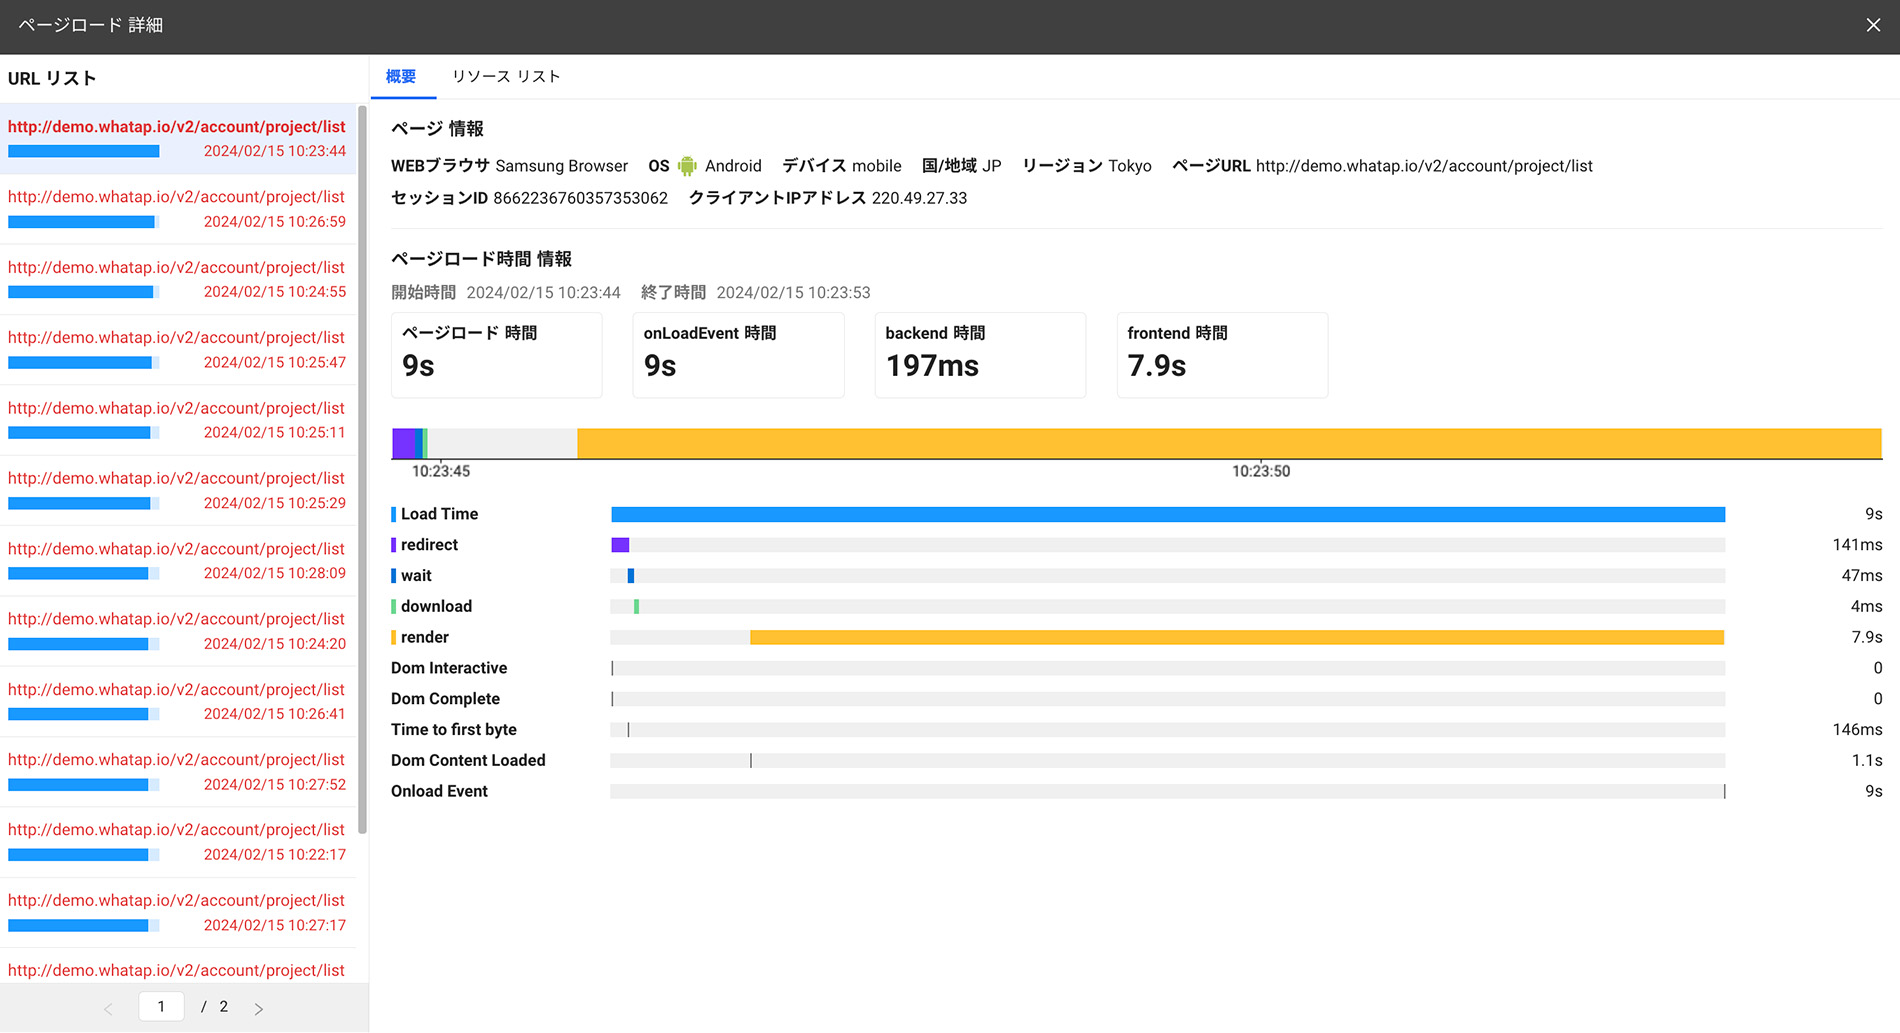 ページロード 詳細
URL リスト
http://demo.whatap.io/v2/account/project/list
2024/02/15 10:23:44
http://demo.whatap.io/v2/account/project/list
2024/02/15 10:26:59
http://demo.whatap.io/v2/account/project/list
2024/02/15 10:24:55
http://demo.whatap.io/v2/account/project/list
2024/02/15 10:25:47
http://demo.whatap.io/v2/account/project/list
2024/02/15 10:25:11
http://demo.whatap.io/v2/account/project/list
2024/02/15 10:25:29
http://demo.whatap.io/v2/account/project/list
2024/02/15 10:28:09
http://demo.whatap.io/v2/account/project/list
2024/02/15 10:24:20
http://demo.whatap.io/v2/account/project/list
2024/02/15 10:26:41
http://demo.whatap.io/v2/account/project/list
2024/02/15 10:27:52
http://demo.whatap.io/v2/account/project/list
2024/02/15 10:22:17
http://demo.whatap.io/v2/account/project/list
2024/02/15 10:27:17
http://demo.whatap.io/v2/account/project/list
1 / 2
概要 リソース リスト
ページ 情報
WEBブラウサ Samsung Browser OS Android デバイス mobile 国/地域 JP リージョン Tokyo ページURL http://demo.whatap.io/v2/account/project/list
セッションID 8662236760357353062 クライアントIPアドレス 220.49.27.33
ページロード時間 情報
開始時間 2024/02/15 10:23:44 終了時間 2024/02/15 10:23:53
ページロード 時間 onLoadEvent 時間 backend 時間 frontend 時間
9s 9s 197ms 7.9s
10:23:45 10:23:50
Load Time 9s
redirect 141ms
wait 47ms
download 4ms
render 7.9s
Dom Interactive 0
Dom Complete 0
Time to first byte 146ms
Dom Content Loaded 1.1s
Onload Event 9s